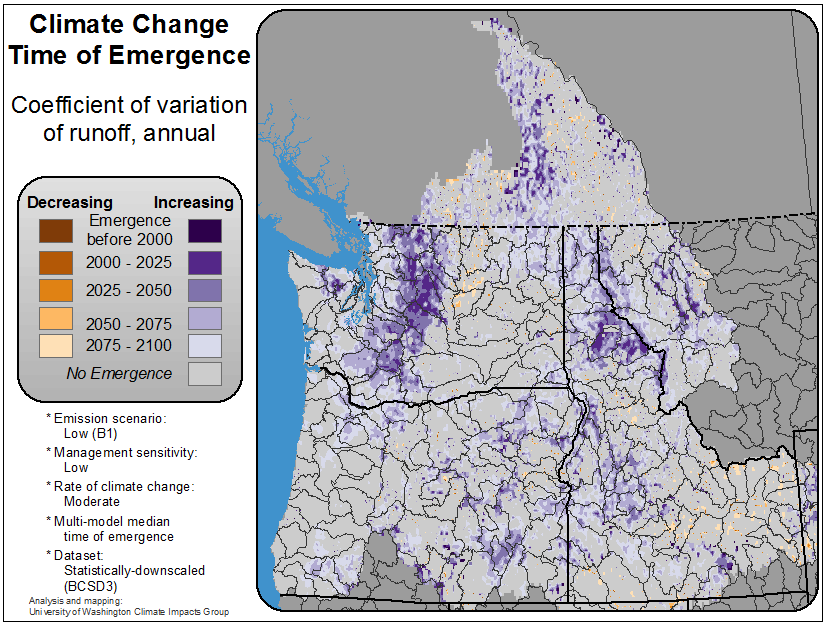 Climate Change
Time of Emergence
Coefficient of variation
of runoff, annual
Decreasing Increasing
Emergence
before 2000
2000 - 2025
2025 - 2050
2050 - 2075
2075 - 2100
No Emergence
* Emission scenario:
Low (B1)
* Management sensitivity:
Low
* Rate of climate change:
Moderate
* Multi-model median
time of emergence
* Dataset:
Statistically-downscaled
(BCSD3)
Analysis and mapping:
University of Washington Climate Impacts Group